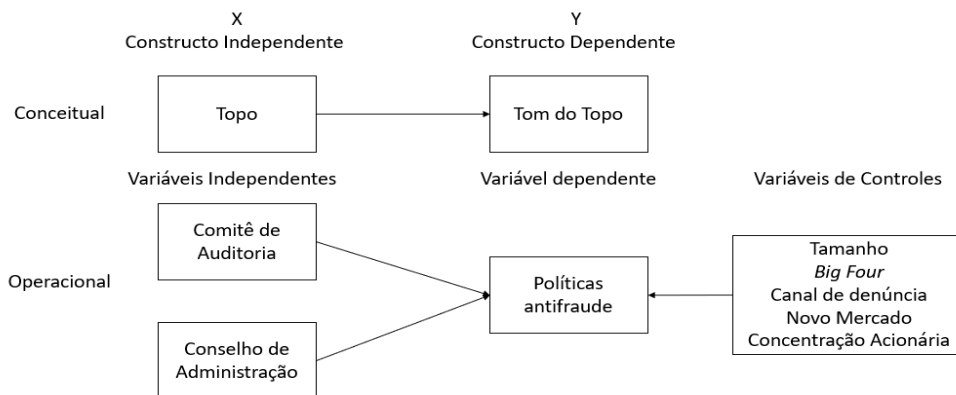 X
Constructo Independente
Y
Constructo Dependente
Conceitual
Topo
Tom do Topo
Variáveis Independentes
Variável dependente
Variáveis de Controles
Operacional
Comitê de
Auditoria
Conselho de
Administração
Políticas
antifraude
Tamanho
Big Four
Canal de denúncia
Novo Mercado
Concentração Acionária